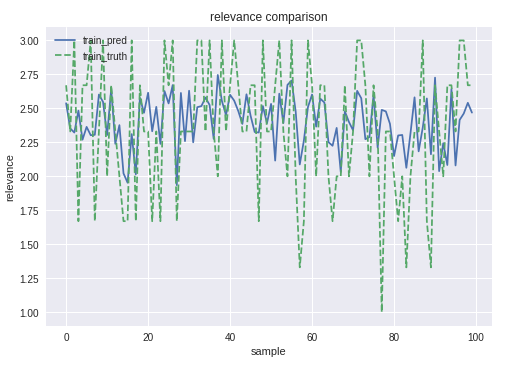 relevance comparison
train_pred
train_truth
3.00
2.75
2.50
2.25
2.00
1.75
1.50
1.25
1.00
relevance
0 20 40 60 80 100
sample